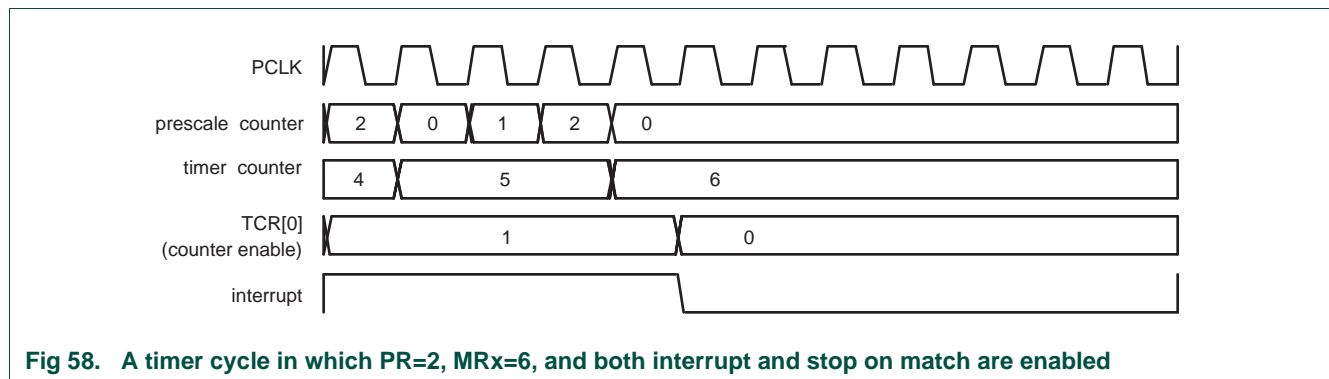 PCLK
prescale counter 2 0 1 2 0
timer counter 4 5 6
TCR[0] 1 0
(counter enable)
interrupt
Fig 58. A timer cycle in which PR=2, MRx=6, and both interrupt and stop on match are enabled